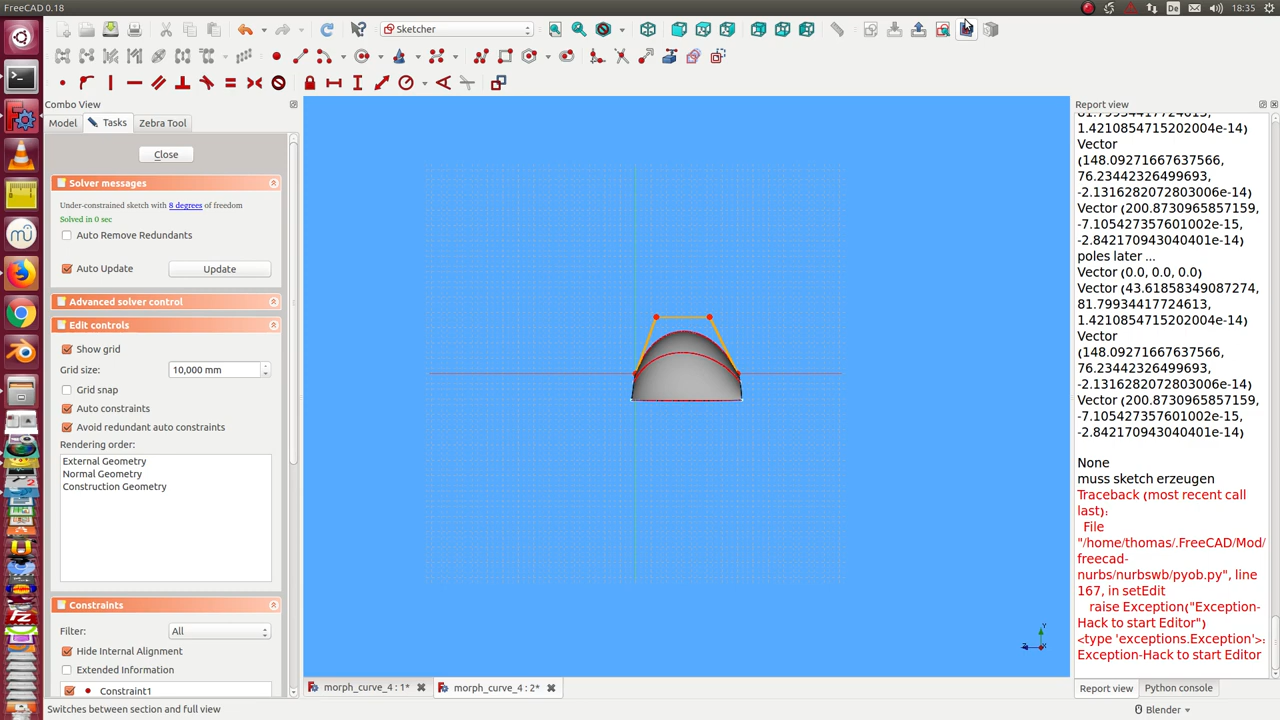 FreeCAD 0.18
De
18:35
Sketcher
Combo View
Report view
Model
Tasks
Zebra Tool
Close
Solver messages
Under-constrained sketch with 8 degrees of freedom
Solved in 0 sec
Auto Remove Redundants
Auto Update
Update
Advanced solver control
Edit controls
Show grid
Grid size:
10,000 mm
Grid snap
Auto constraints
Avoid redundant auto constraints
Rendering order:
External Geometry
Normal Geometry
Construction Geometry
Constraints
Filter:
All
Hide Internal Alignment
Extended Information
Constraint1
Switches between section and full view
morph_curve_4 : 1*
morph_curve_4 : 2*
81.79934417724613,
1.4210854715202004e-14)
Vector
(148.09271667637566,
76.23442326499693,
-2.1316282072803006e-14)
Vector (200.8730965857159,
-7.105427357601002e-15,
-2.842170943040401e-14)
poles later ...
Vector (0.0, 0.0, 0.0)
Vector (43.61858349087274,
81.79934417724613,
1.4210854715202004e-14)
Vector
(148.09271667637566,
76.23442326499693,
-2.1316282072803006e-14)
Vector (200.8730965857159,
-7.105427357601002e-15,
-2.842170943040401e-14)
None
muss sketch erzeugen
Traceback (most recent call
last):
File
"/home/thomas/.FreeCAD/Mod/
freecad-
nurbs/nurbswb/pyob.py", line
167, in setEdit
raise Exception("Exception-
Hack to start Editor")
<type 'exceptions.Exception'>:
Exception-Hack to start Editor
Report view
Python console
Blender
Y
Z
X